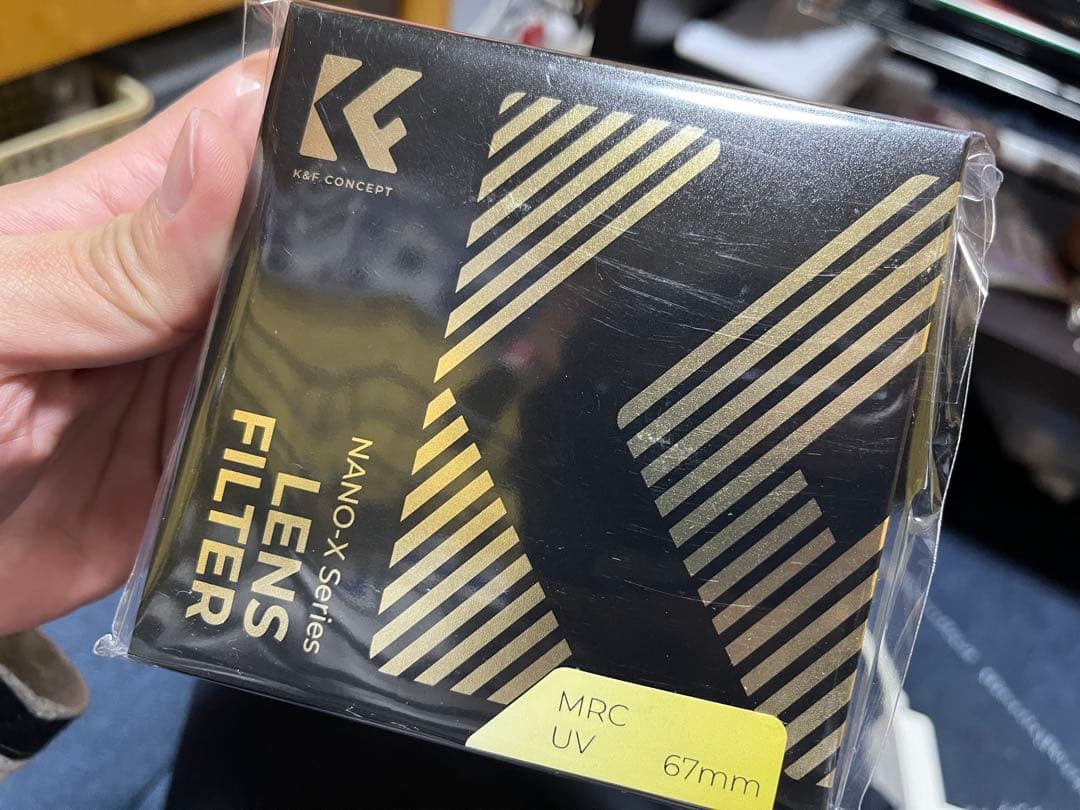 K&F CONCEPT
NANO-X Series
LENS
FILTER
MRC
UV
67mm